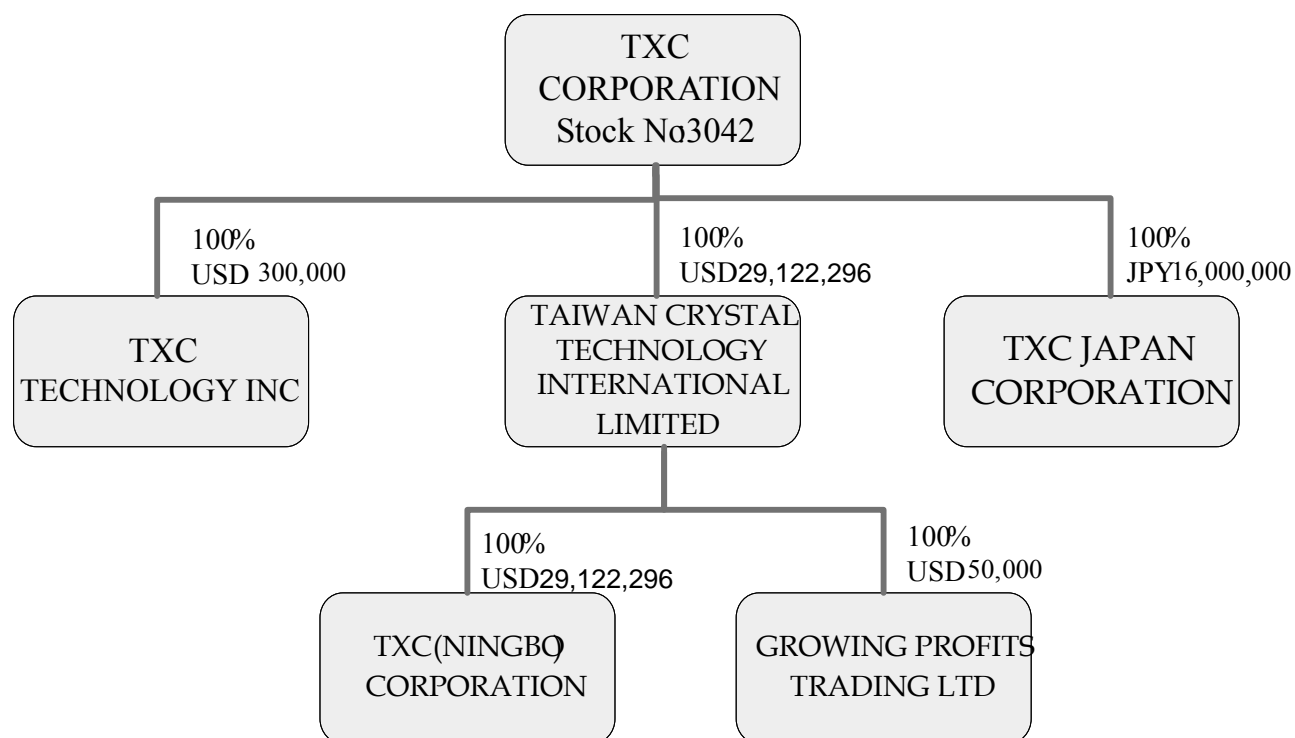 TXC
CORPORATION
Stock No.3042
100%
USD 300,000
100%
USD29,122,296
100%
JPY16,000,000
TXC
TECHNOLOGY INC
TAIWAN CRYSTAL
TECHNOLOGY
INTERNATIONAL
LIMITED
TXC JAPAN
CORPORATION
100%
USD29,122,296
100%
USD50,000
TXC(NINGBO)
CORPORATION
GROWING PROFITS
TRADING LTD